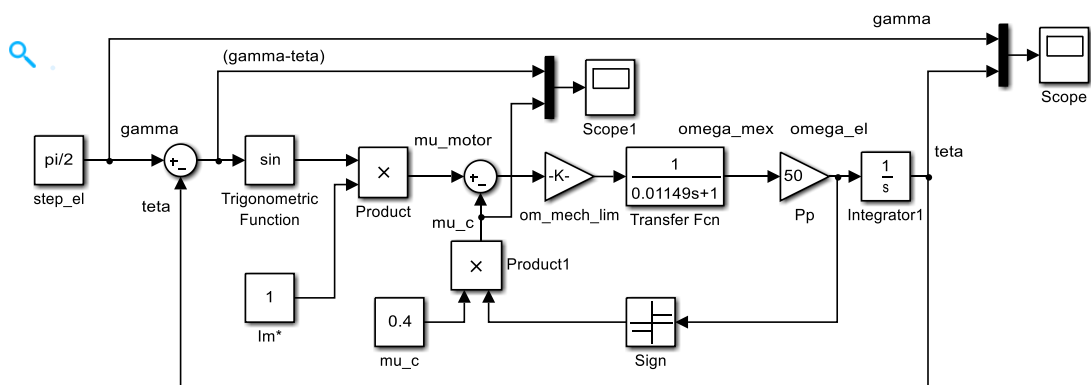 gamma
(gamma-teta)
Scope
Scope1
omega_mex
omega_el
gamma
mu_motor
teta
pi/2
+
-
sin
×
+
-
-K-
1
0.01149s+1
50
1
s
step_el
teta
Trigonometric
Function
Product
mu_c
om_mech_lim
Transfer Fcn
Pp
Integrator1
×
Product1
1
0.4
Im*
mu_c
Sign